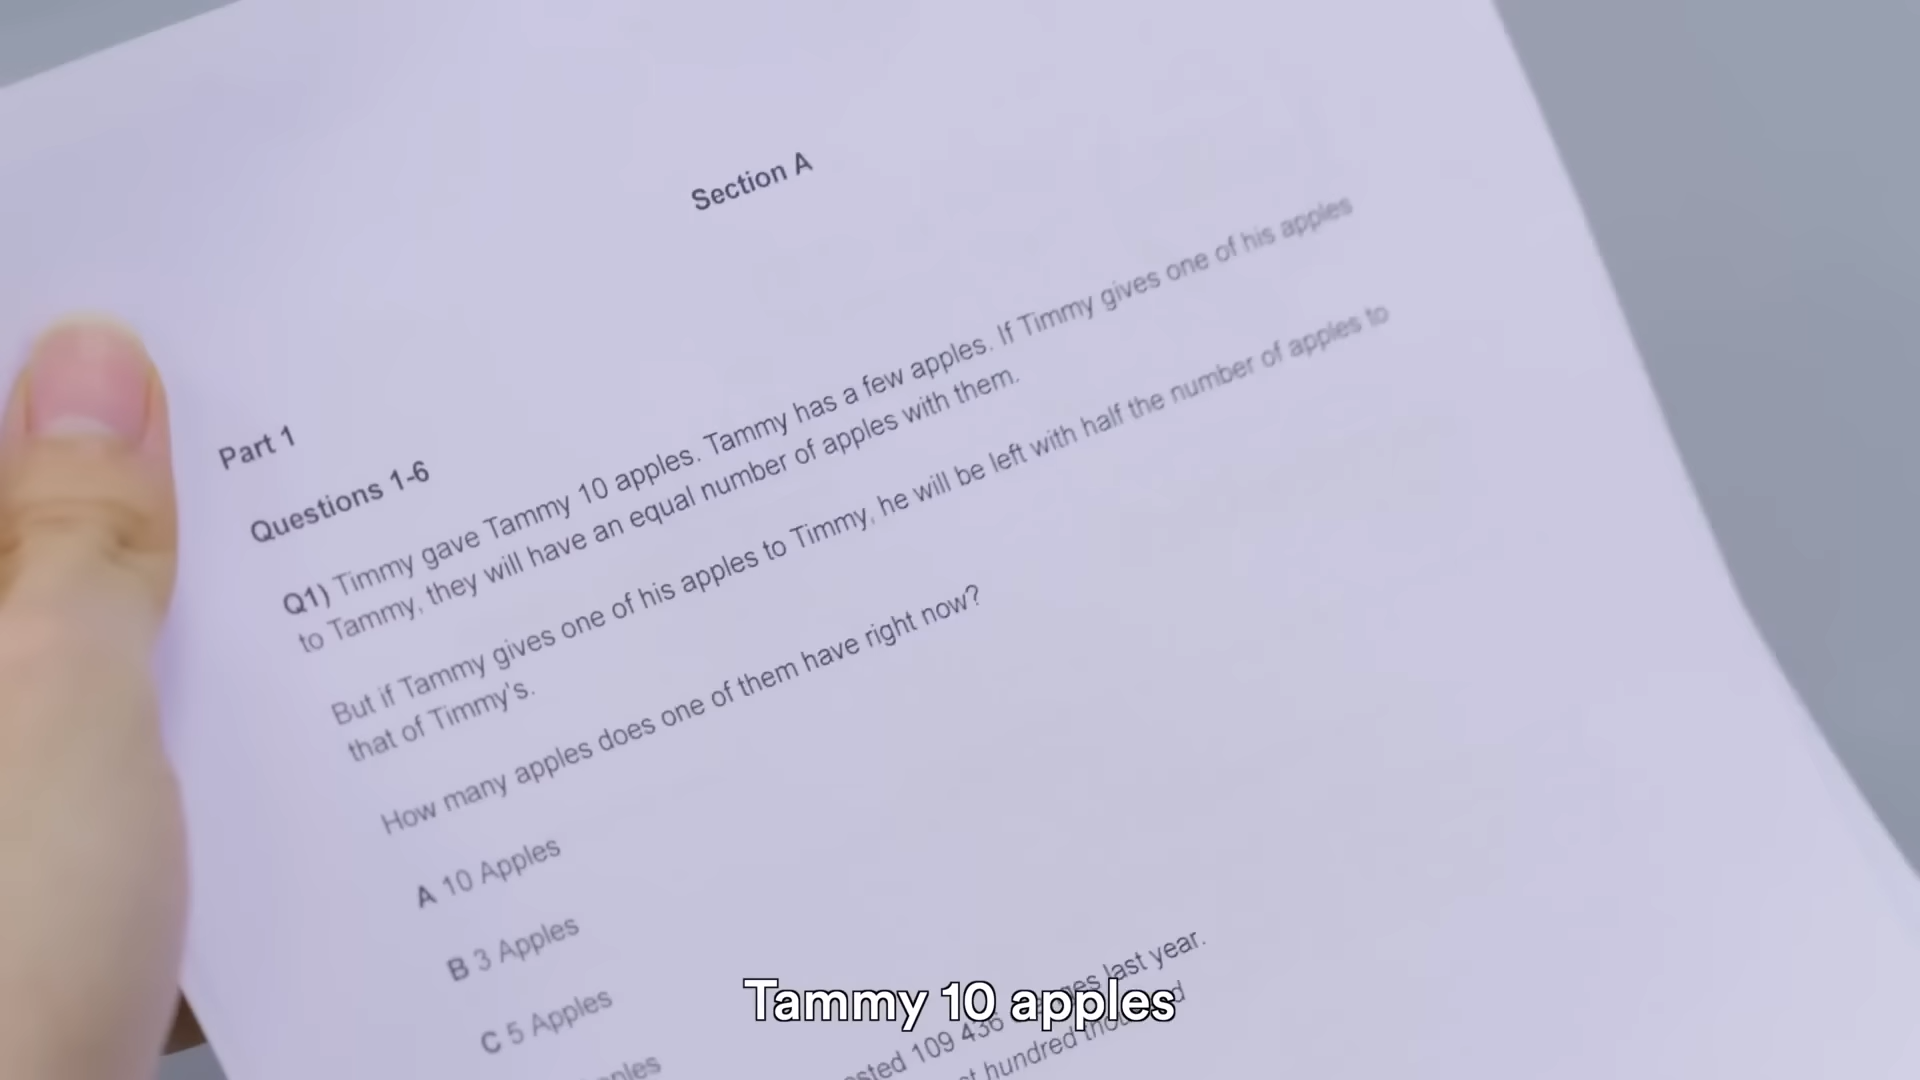 Section A
Part 1
Questions 1-6
Q1) Timmy gave Tammy 10 apples. Tammy has a few apples. If Timmy gives one of his apples
to Tammy, they will have an equal number of apples with them.
But if Tammy gives one of his apples to Timmy, he will be left with half the number of apples to
that of Timmy's.
How many apples does one of them have right now?
A 10 Apples
B 3 Apples
C 5 Apples
last year.
109 436
hundred
Tammy 10 apples